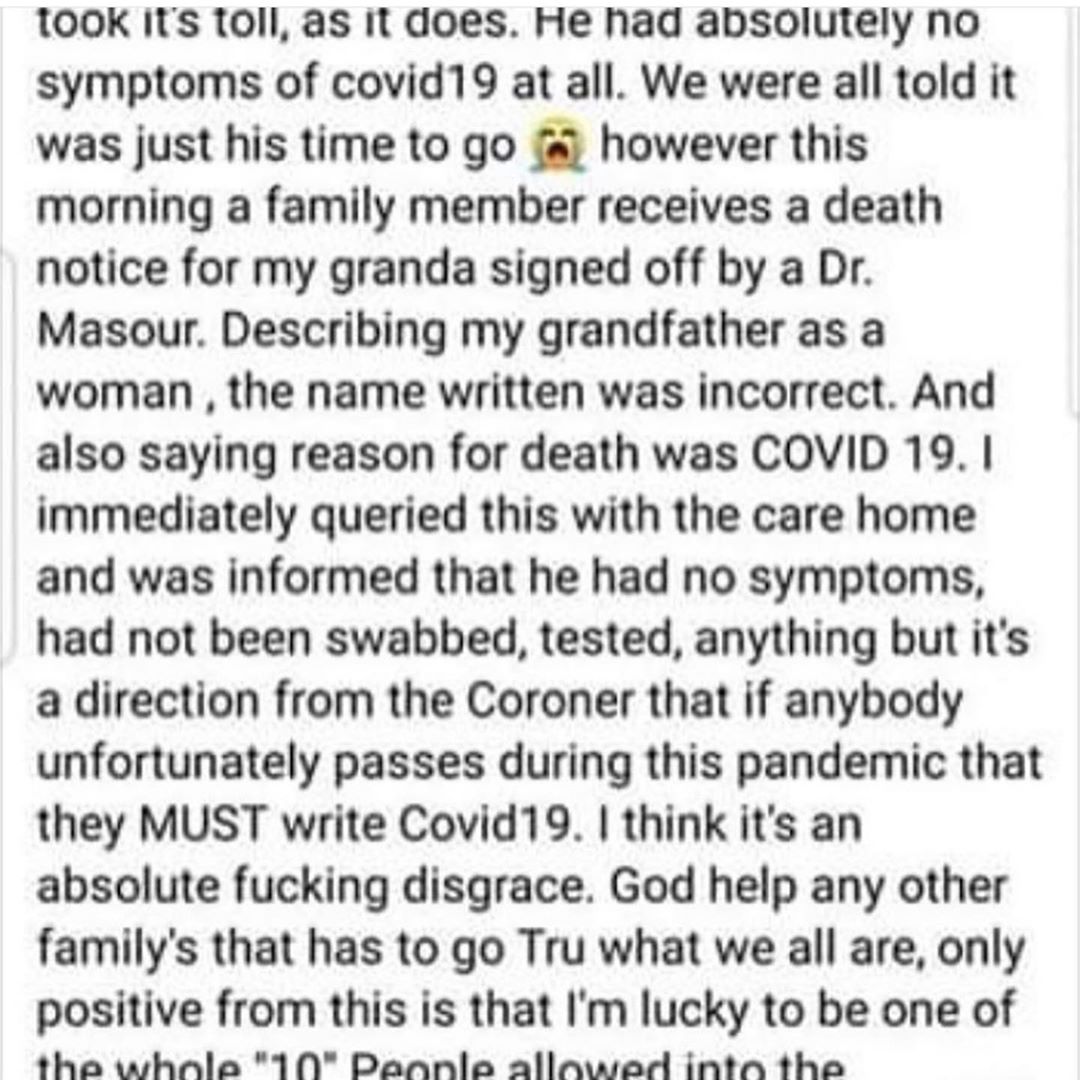 took it's toll, as it does. He had absolutely no
symptoms of covid19 at all. We were all told it
was just his time to go 😭 however this
morning a family member receives a death
notice for my granda signed off by a Dr.
Masour. Describing my grandfather as a
woman , the name written was incorrect. And
also saying reason for death was COVID 19. I
immediately queried this with the care home
and was informed that he had no symptoms,
had not been swabbed, tested, anything but it's
a direction from the Coroner that if anybody
unfortunately passes during this pandemic that
they MUST write Covid19. I think it's an
absolute fucking disgrace. God help any other
family's that has to go Tru what we all are, only
positive from this is that I'm lucky to be one of
the whole "10" People allowed into the